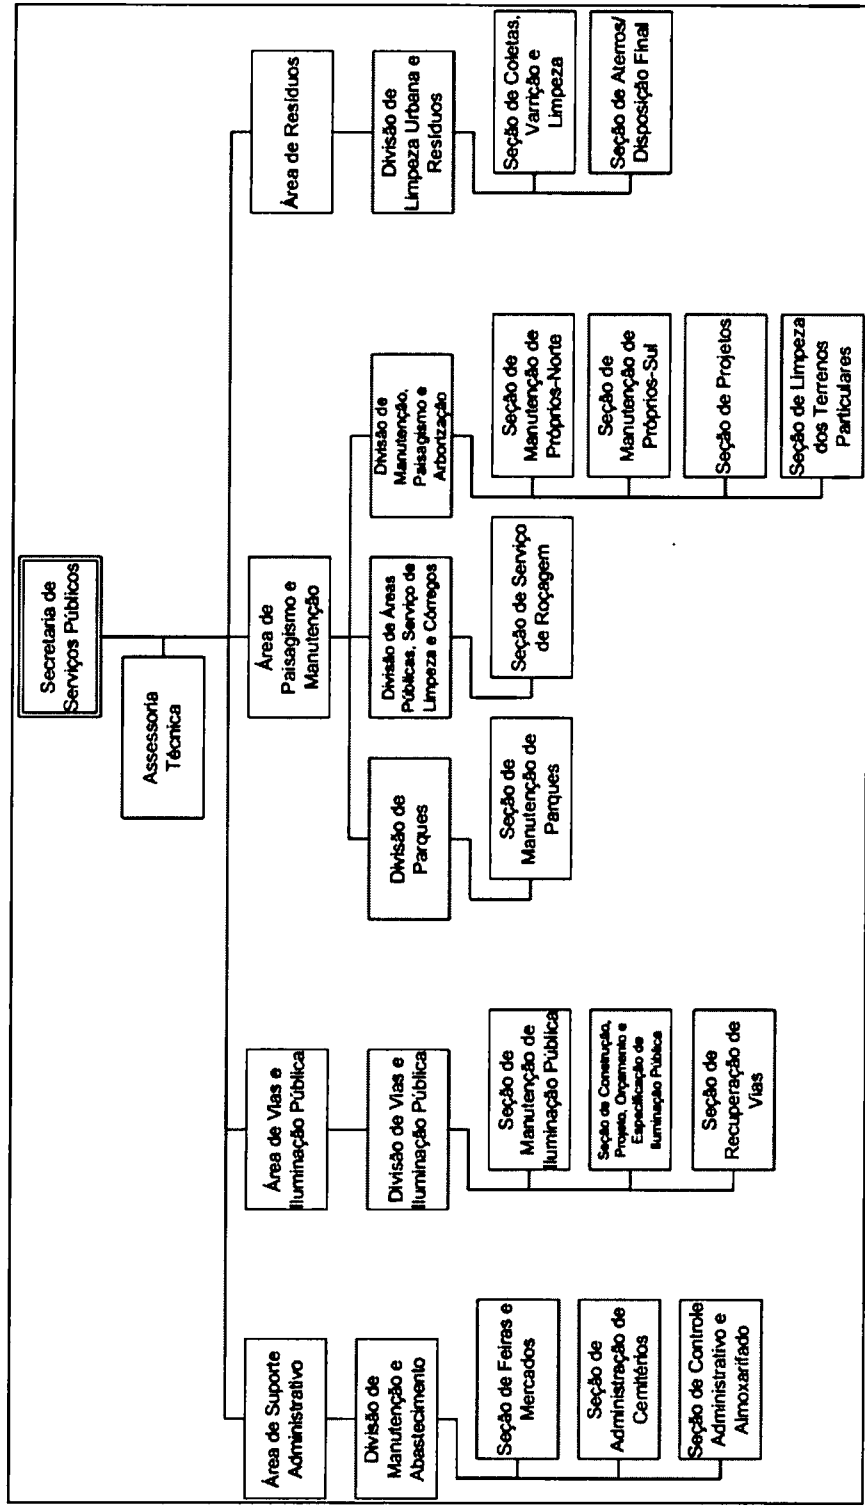 Secretaria de
Serviços Públicos
Assessoria
Técnica
Área de Suporte
Administrativo
Divisão de
Manutenção e
Abastecimento
Seção de Feiras e
Mercados
Seção de
Administração de
Cemitérios
Seção de Controle
Administrativo e
Almoxarifado
Área de Vias e
Iluminação Pública
Divisão de Vias e
Iluminação Pública
Seção de
Manutenção de
Iluminação Pública
Seção de Construção,
Projeto, Orçamento e
Especificação de
Iluminação Pública
Seção de
Recuperação de
Vias
Área de
Paisagismo e
Manutenção
Divisão de
Parques
Seção de
Manutenção de
Parques
Divisão de Áreas
Públicas, Serviço de
Limpeza e Córregos
Seção de Serviço
de Roçagem
Divisão de
Manutenção,
Paisagismo e
Arborização
Seção de
Manutenção de
Próprios-Norte
Seção de
Manutenção de
Próprios-Sul
Seção de Projetos
Seção de Limpeza
dos Terrenos
Particulares
Área de Resíduos
Divisão de
Limpeza Urbana e
Resíduos
Seção de Coletas,
Varrição e
Limpeza
Seção de Aterros/
Disposição Final